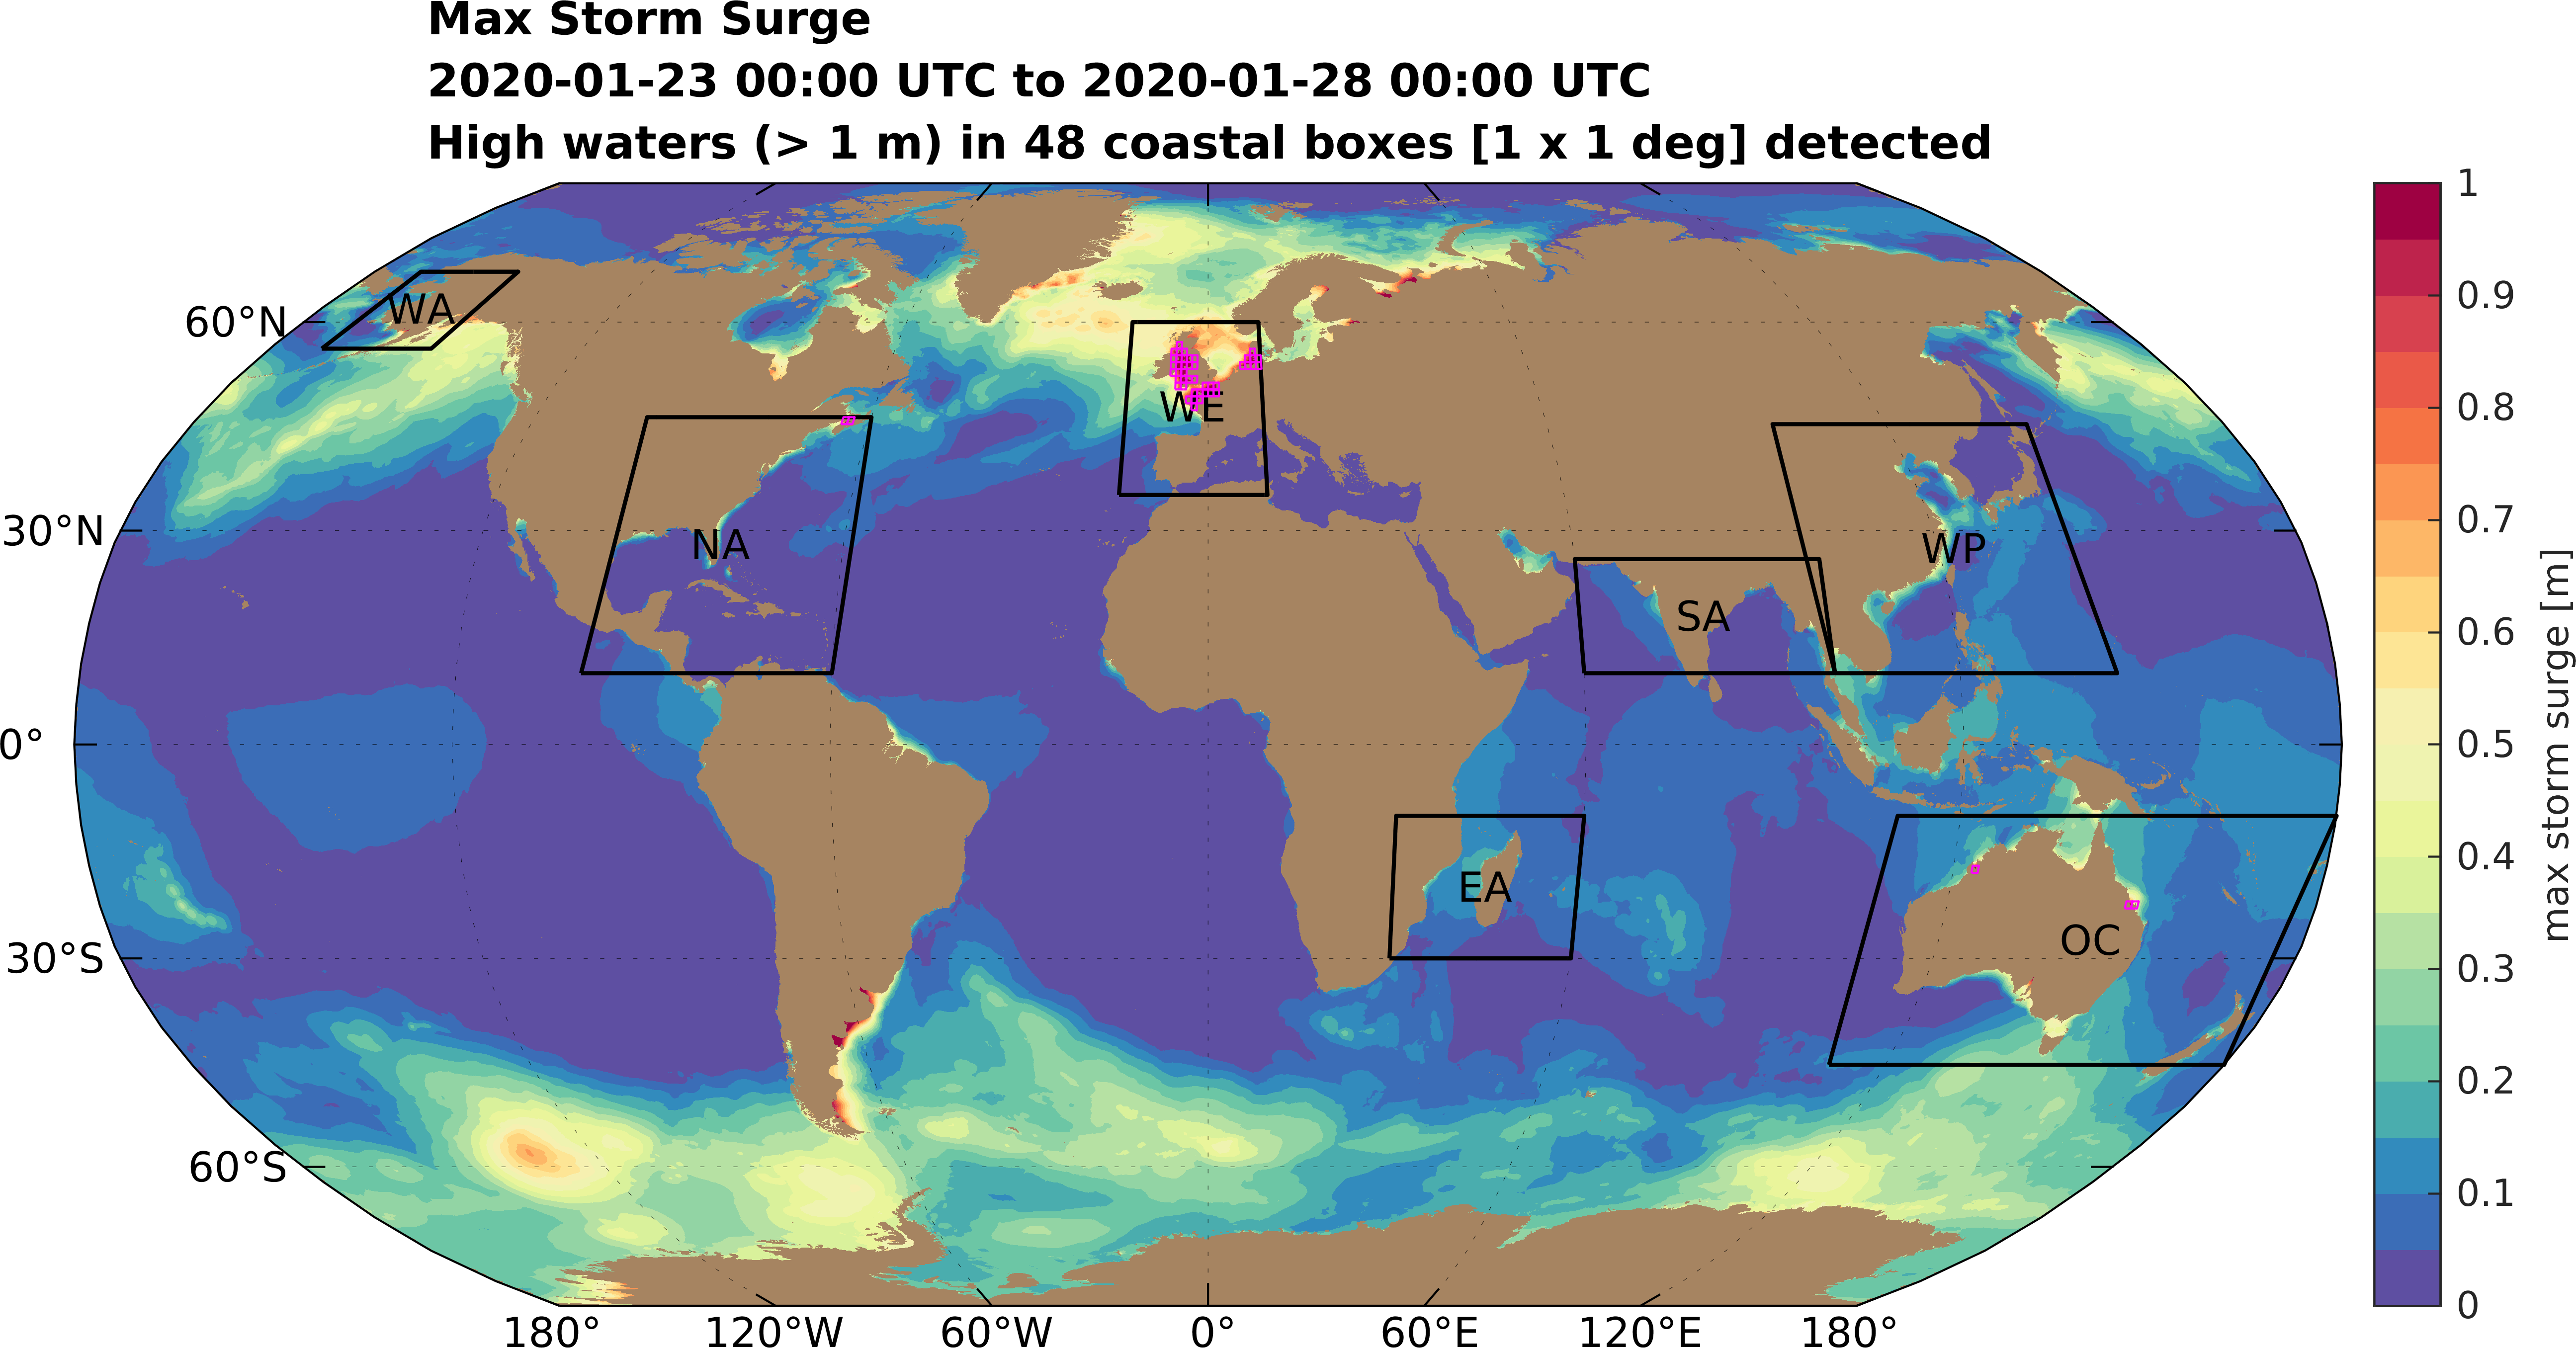 Max Storm Surge
2020-01-23 00:00 UTC to 2020-01-28 00:00 UTC
High waters (> 1 m) in 48 coastal boxes [1 x 1 deg] detected
60°N
30°N
0°
30°S
60°S
WA
NA
WE
SA
WP
EA
OC
180°
120°W
60°W
0°
60°E
120°E
180°
1
0.9
0.8
0.7
0.6
0.5
0.4
0.3
0.2
0.1
0
max storm surge [m]